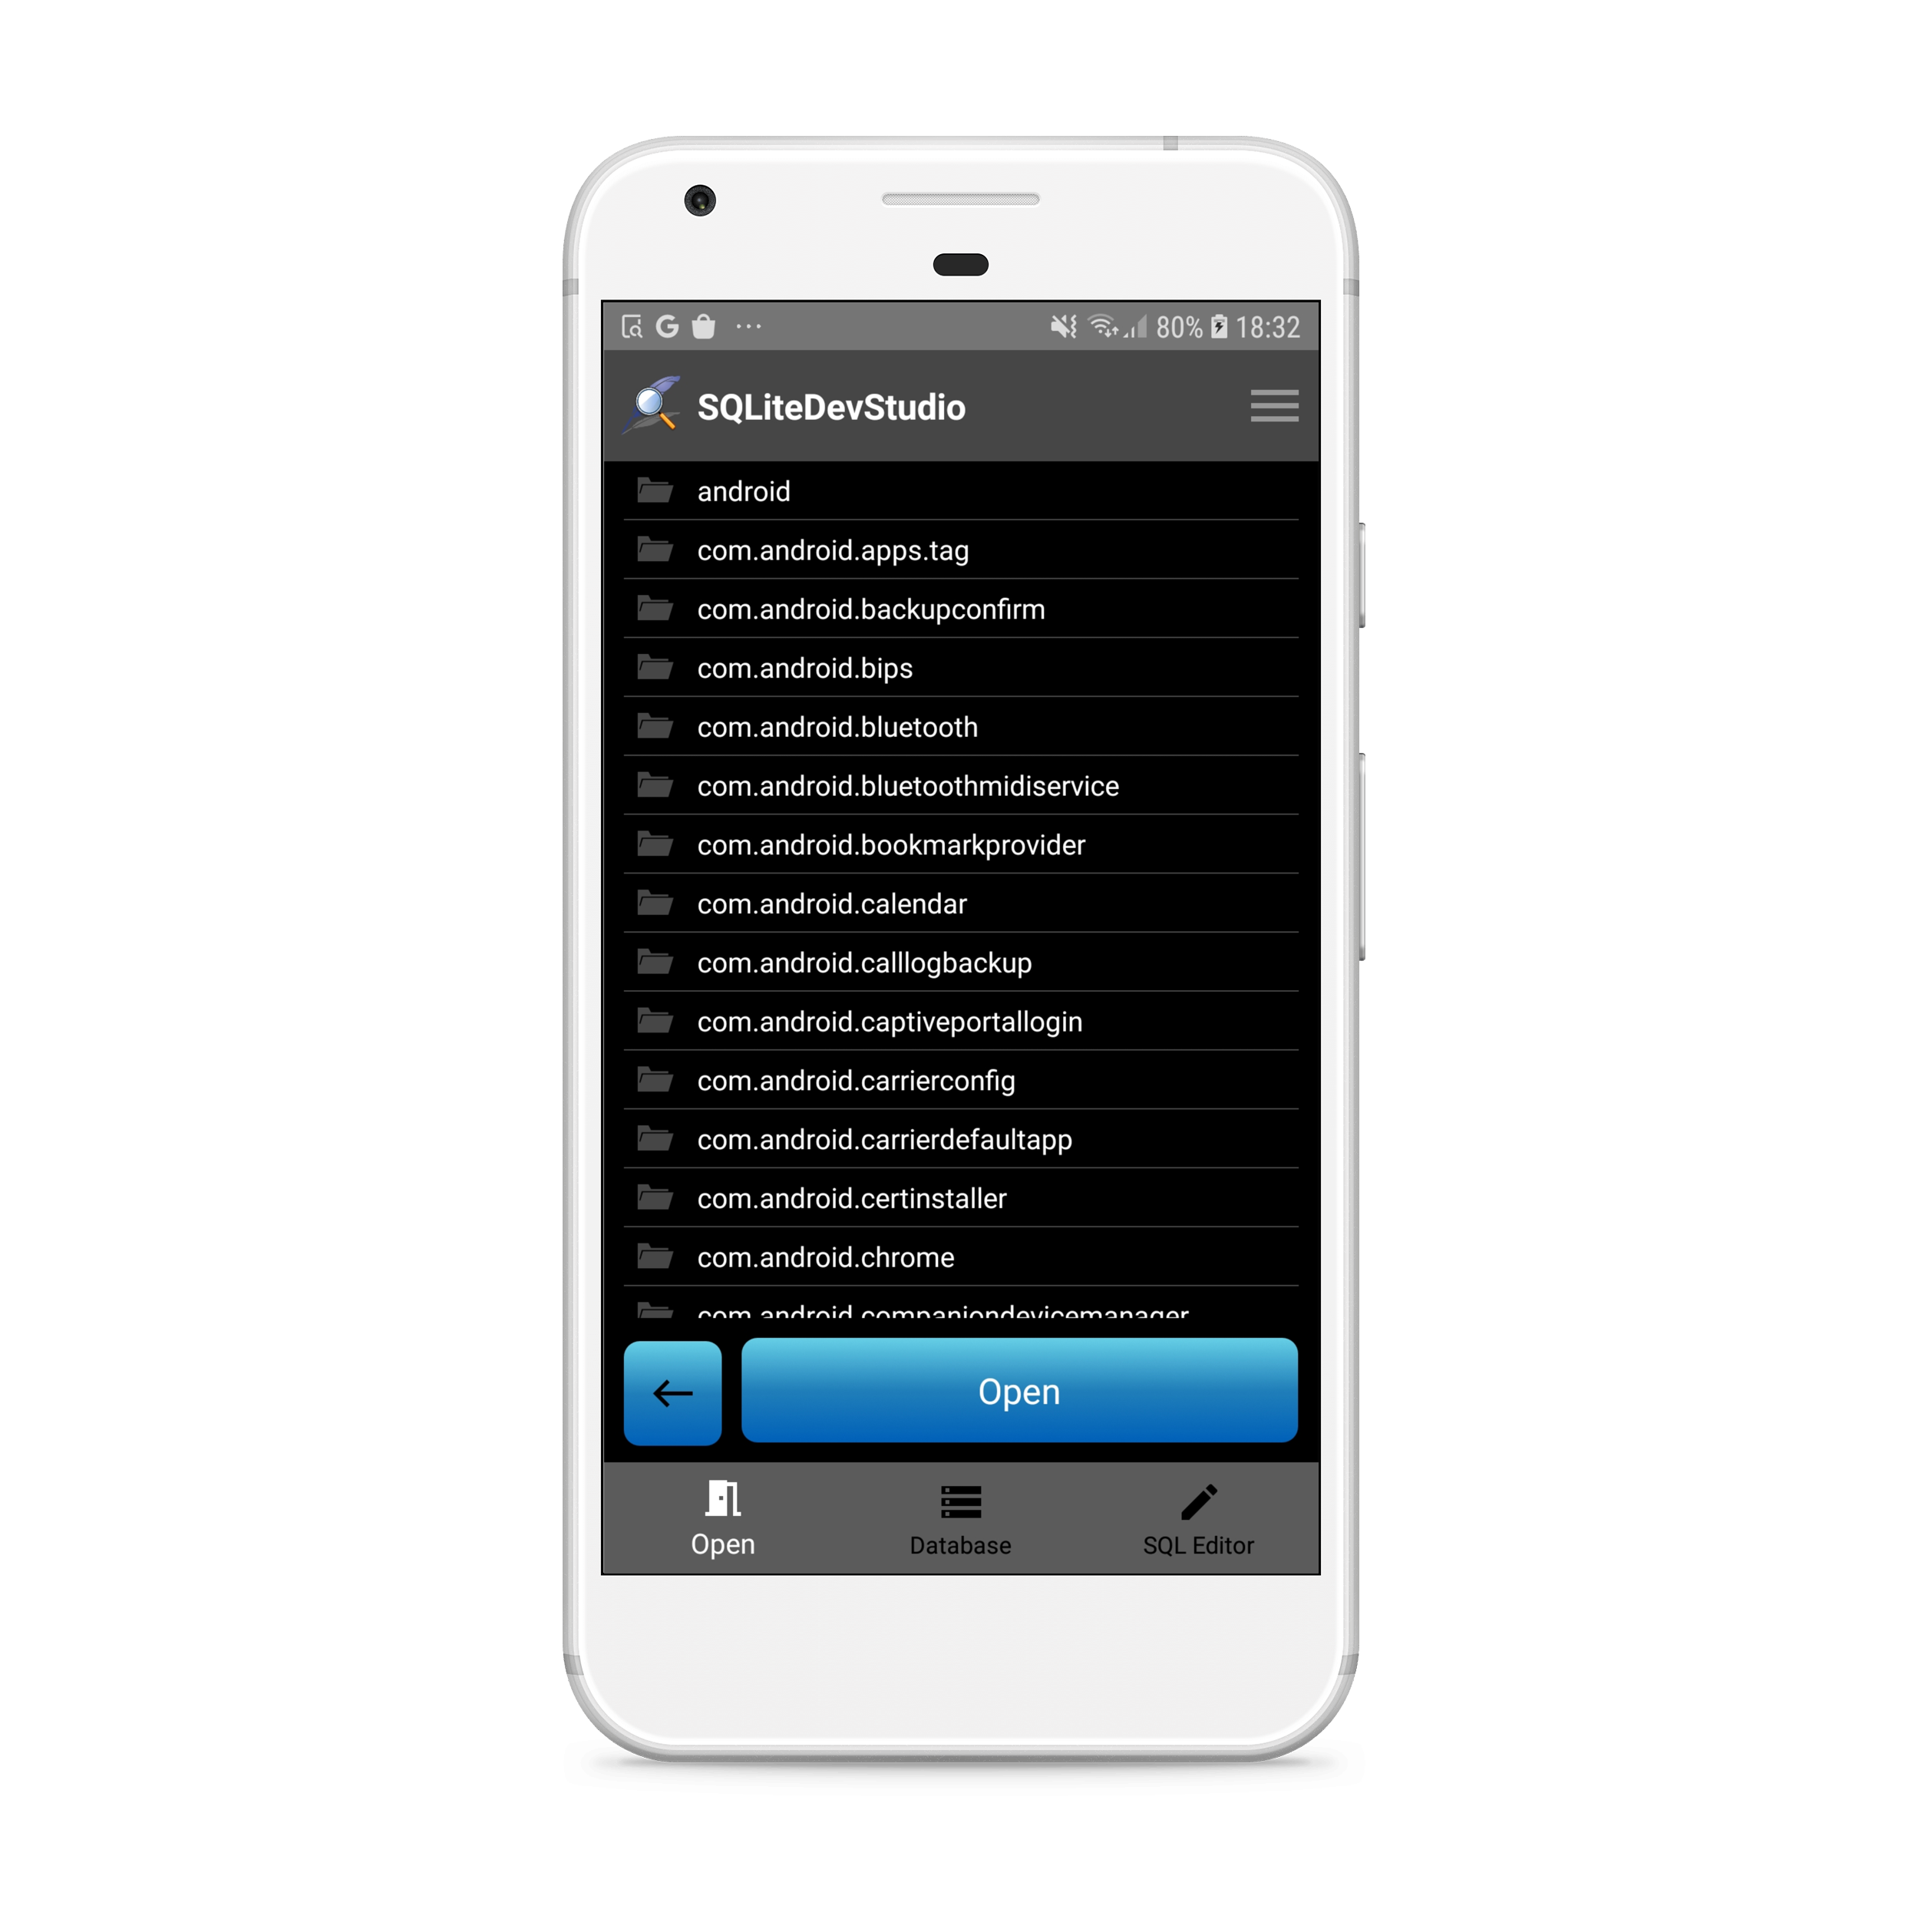 80% 18:32
SQLiteDevStudio
android
com.android.apps.tag
com.android.backupconfirm
com.android.bips
com.android.bluetooth
com.android.bluetoothmidiservice
com.android.bookmarkprovider
com.android.calendar
com.android.calllogbackup
com.android.captiveportallogin
com.android.carrierconfig
com.android.carrierdefaultapp
com.android.certinstaller
com.android.chrome
com.android.companiondevicemanager
Open
Open
Database
SQL Editor